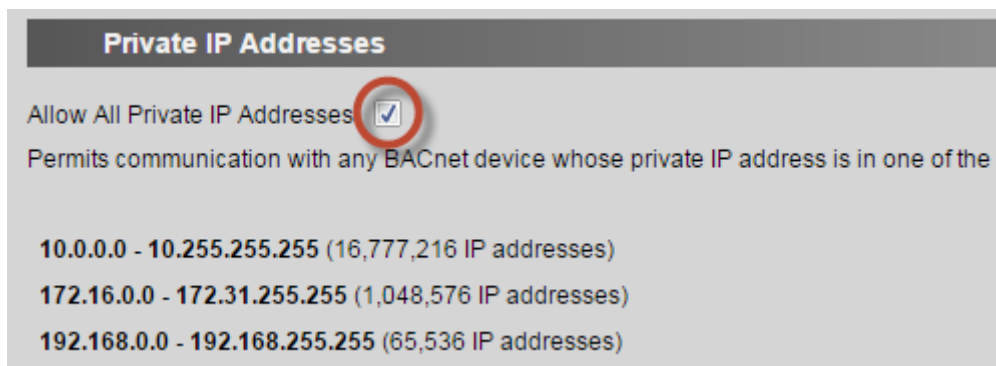 Private IP Addresses
Allow All Private IP Addresses
Permits communication with any BACnet device whose private IP address is in one of the
10.0.0.0 - 10.255.255.255 (16,777,216 IP addresses)
172.16.0.0 - 172.31.255.255 (1,048,576 IP addresses)
192.168.0.0 - 192.168.255.255 (65,536 IP addresses)